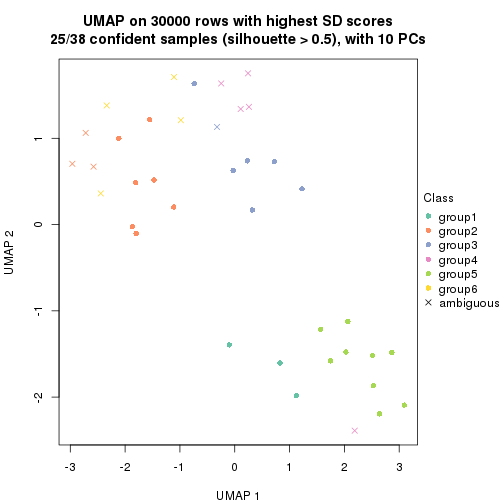 UMAP on 30000 rows with highest SD scores
25/38 confident samples (silhouette > 0.5), with 10 PCs
UMAP 2
1
0
-1
-2
-3
-2
-1
0
1
2
3
UMAP 1
Class
group1
group2
group3
group4
group5
group6
ambiguous